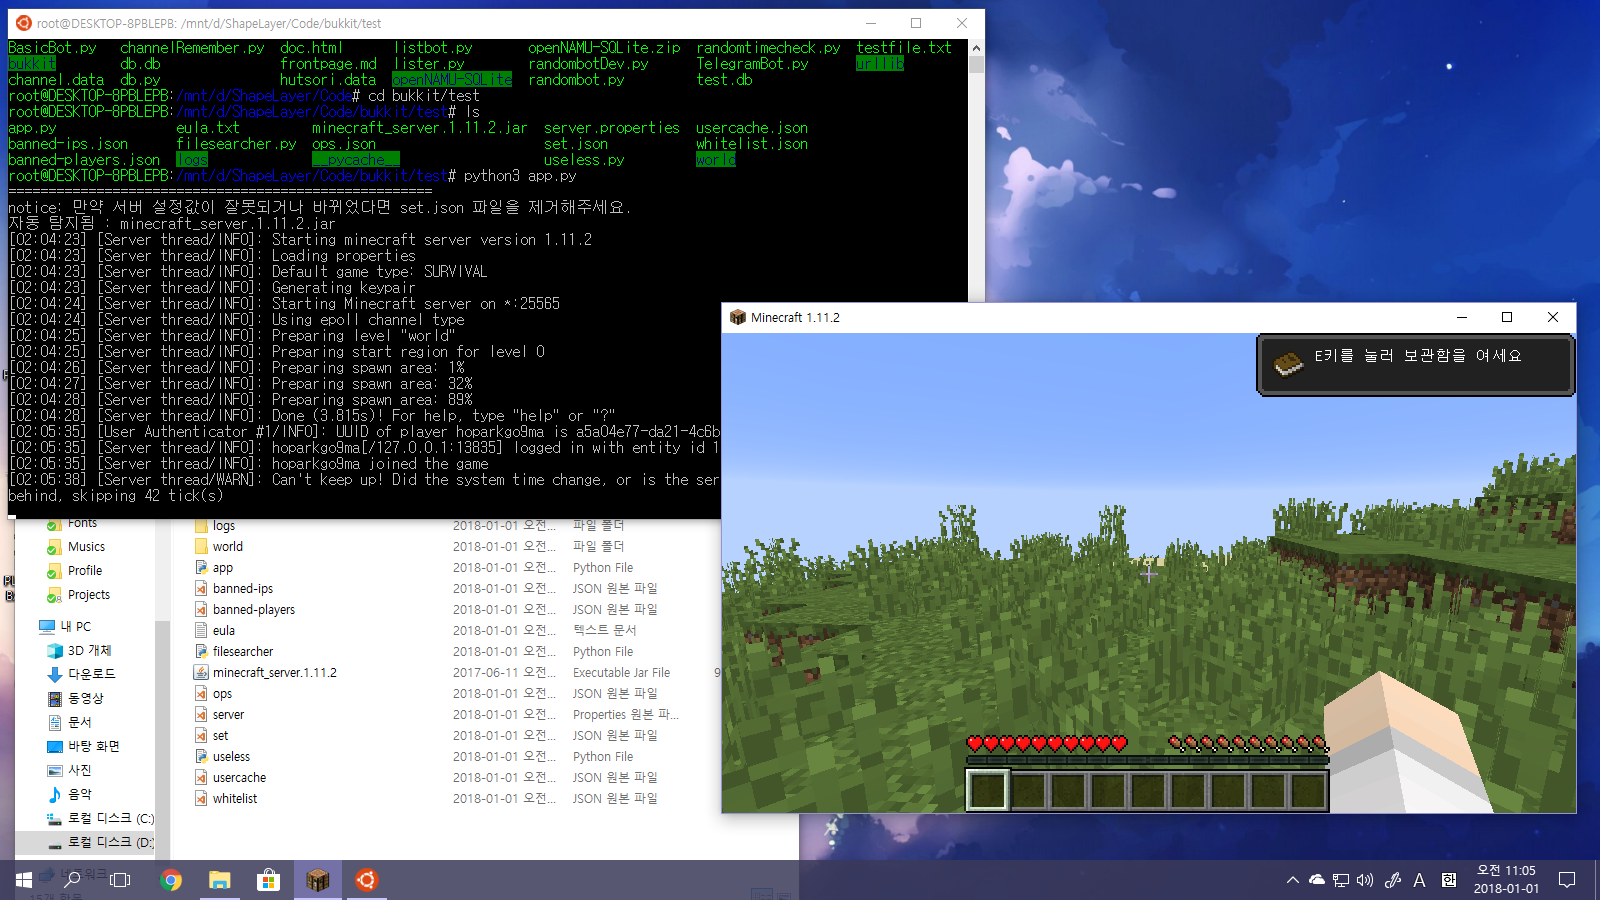 root@DESKTOP-8PBLEPB: /mnt/d/ShapeLayer/Code/bukkit/test
BasicBot.py channelRemember.py doc.html listbot.py openNAMU-SQLite.zip randomtimecheck.py testfile.txt
bukkit db.db frontpage.md lister.py randombotDev.py TelegramBot.py urllib
channel.data db.py hutsori.data openNAMU-SQLite randombot.py test.db
root@DESKTOP-8PBLEPB:/mnt/d/ShapeLayer/Code# cd bukkit/test
root@DESKTOP-8PBLEPB:/mnt/d/ShapeLayer/Code/bukkit/test# ls
app.py eula.txt minecraft_server.1.11.2.jar server.properties usercache.json
banned-ips.json filesearcher.py ops.json set.json whitelist.json
banned-players.json logs __pycache__ useless.py world
root@DESKTOP-8PBLEPB:/mnt/d/ShapeLayer/Code/bukkit/test# python3 app.py
=====================================================
notice: 만약 서버 설정값이 잘못되거나 바뀌었다면 set.json 파일을 제거해주세요.
자동 탐지됨 : minecraft_server.1.11.2.jar
[02:04:23] [Server thread/INFO]: Starting minecraft server version 1.11.2
[02:04:23] [Server thread/INFO]: Loading properties
[02:04:23] [Server thread/INFO]: Default game type: SURVIVAL
[02:04:23] [Server thread/INFO]: Generating keypair
[02:04:24] [Server thread/INFO]: Starting Minecraft server on *:25565
[02:04:24] [Server thread/INFO]: Using epoll channel type
[02:04:25] [Server thread/INFO]: Preparing level "world"
[02:04:25] [Server thread/INFO]: Preparing start region for level 0
[02:04:26] [Server thread/INFO]: Preparing spawn area: 1%
[02:04:27] [Server thread/INFO]: Preparing spawn area: 32%
[02:04:28] [Server thread/INFO]: Preparing spawn area: 89%
[02:04:28] [Server thread/INFO]: Done (3.815s)! For help, type "help" or "?"
[02:05:35] [User Authenticator #1/INFO]: UUID of player hoparkgo9ma is a5a04e77-da21-4c6b
[02:05:35] [Server thread/INFO]: hoparkgo9ma[/127.0.0.1:13835] logged in with entity id 1
[02:05:35] [Server thread/INFO]: hoparkgo9ma joined the game
[02:05:38] [Server thread/WARN]: Can't keep up! Did the system time change, or is the ser
behind, skipping 42 tick(s)
Minecraft 1.11.2
E키를 눌러 보관함을 여세요
Fonts
Musics
Profile
Projects
내 PC
3D 개체
다운로드
동영상
문서
바탕 화면
사진
음악
로컬 디스크 (C:)
로컬 디스크 (D:)
네트워크
logs 2018-01-01 오전... 파일 폴더
world 2018-01-01 오전... 파일 폴더
app 2018-01-01 오전... Python File
banned-ips 2018-01-01 오전... JSON 원본 파일
banned-players 2018-01-01 오전... JSON 원본 파일
eula 2018-01-01 오전... 텍스트 문서
filesearcher 2018-01-01 오전... Python File
minecraft_server.1.11.2 2017-06-11 오전... Executable Jar File 9
ops 2018-01-01 오전... JSON 원본 파일
server 2018-01-01 오전... Properties 원본 파...
set 2018-01-01 오전... JSON 원본 파일
useless 2018-01-01 오전... Python File
usercache 2018-01-01 오전... JSON 원본 파일
whitelist 2018-01-01 오전... JSON 원본 파일
A 한
오전 11:05
2018-01-01